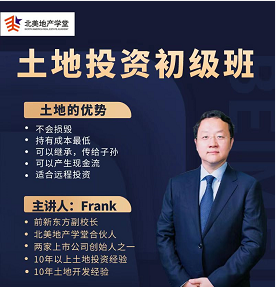 北美地产学堂
土地投资初级班
土地的优势
• 不会损毁
• 持有成本最低
• 可以继承，传给子孙
• 可以产生现金流
• 适合远程投资
主讲人：Frank
• 前新东方副校长
• 北美地产学堂合伙人
• 两家上市公司创始人之一
• 10年以上土地投资经验
• 10年土地开发经验